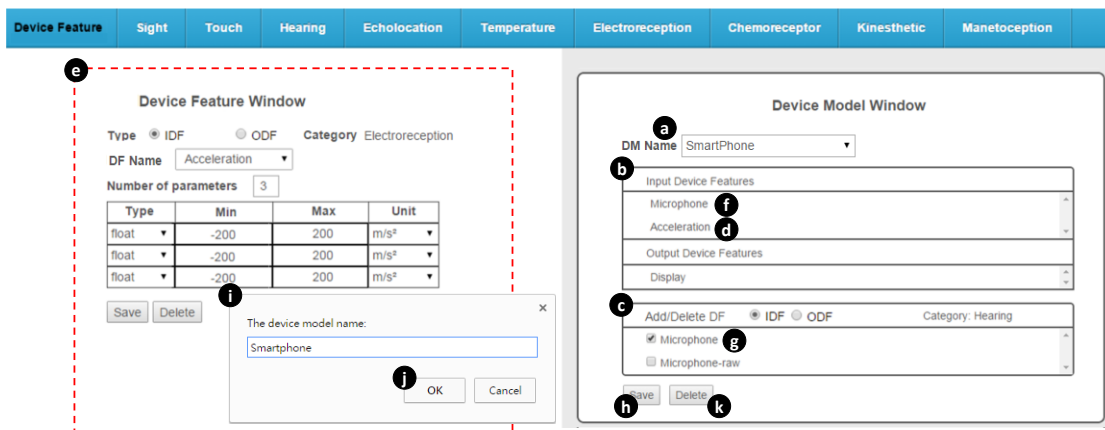 Device Feature Sight Touch Hearing Echolocation Temperature Electroreception Chemoreceptor Kinesthetic Manetoception
e
Device Feature Window
Type IDF ODF Category Electroreception
DF Name Acceleration
Number of parameters 3
Type Min Max Unit
float -200 200 m/s²
float -200 200 m/s²
float -200 200 m/s²
Save Delete
i
The device model name:
Smartphone
j
OK Cancel
Device Model Window
a
DM Name SmartPhone
b
Input Device Features
Microphone f
Acceleration d
Output Device Features
Display
c
Add/Delete DF IDF ODF Category: Hearing
Microphone g
Microphone-raw
Save Delete
h k